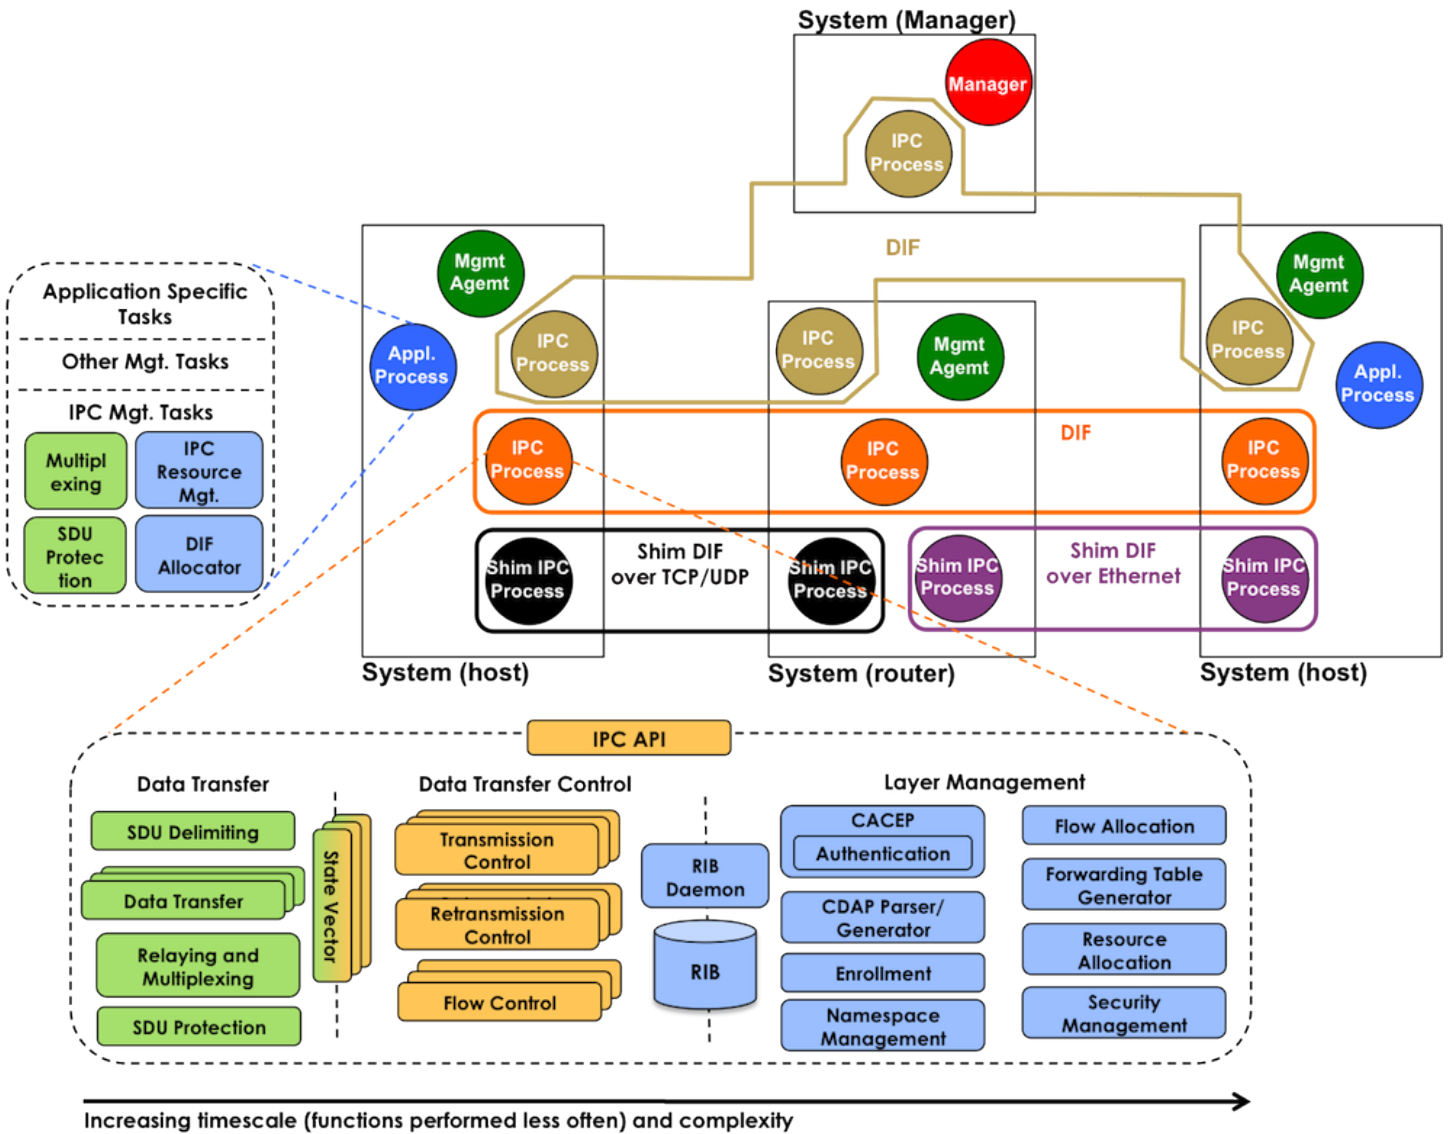 System (Manager)
Manager
IPC
Process
DIF
Mgmt
Agemt
Mgmt
Agemt
Application Specific
Tasks
Other Mgt. Tasks
IPC Mgt. Tasks
Multipl
exing
IPC
Resource
Mgt.
SDU
Protec
tion
DIF
Allocator
Appl.
Process
IPC
Process
IPC
Process
Mgmt
Agemt
IPC
Process
Appl.
Process
IPC
Process
IPC
Process
DIF
IPC
Process
Shim IPC
Process
Shim DIF
over TCP/UDP
Shim IPC
Process
Shim IPC
Process
Shim DIF
over Ethernet
Shim IPC
Process
System (host)
System (router)
System (host)
IPC API
Data Transfer
Data Transfer Control
Layer Management
SDU Delimiting
Data Transfer
Relaying and
Multiplexing
SDU Protection
State Vector
Transmission
Control
Retransmission
Control
Flow Control
RIB
Daemon
RIB
CACEP
Authentication
CDAP Parser/
Generator
Enrollment
Namespace
Management
Flow Allocation
Forwarding Table
Generator
Resource
Allocation
Security
Management
Increasing timescale (functions performed less often) and complexity